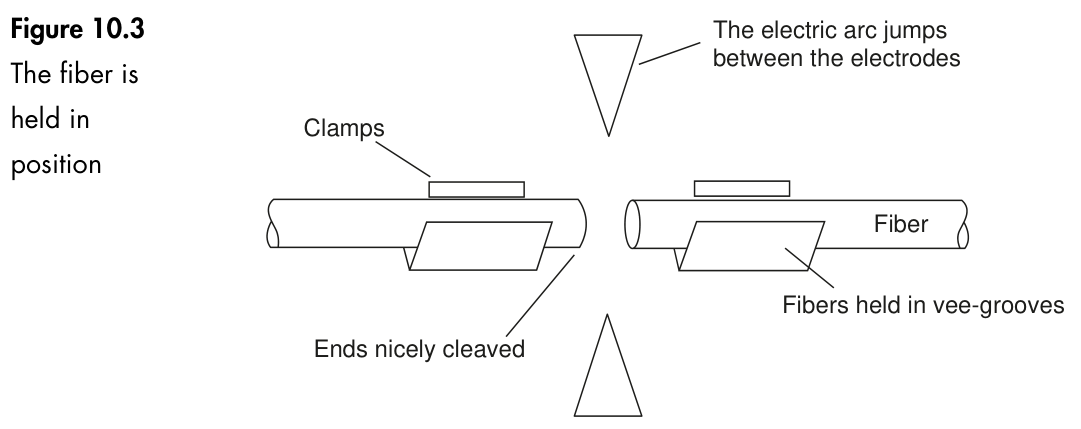 Figure 10.3
The fiber is
held in
position
The electric arc jumps
between the electrodes
Clamps
Fiber
Fibers held in vee-grooves
Ends nicely cleaved